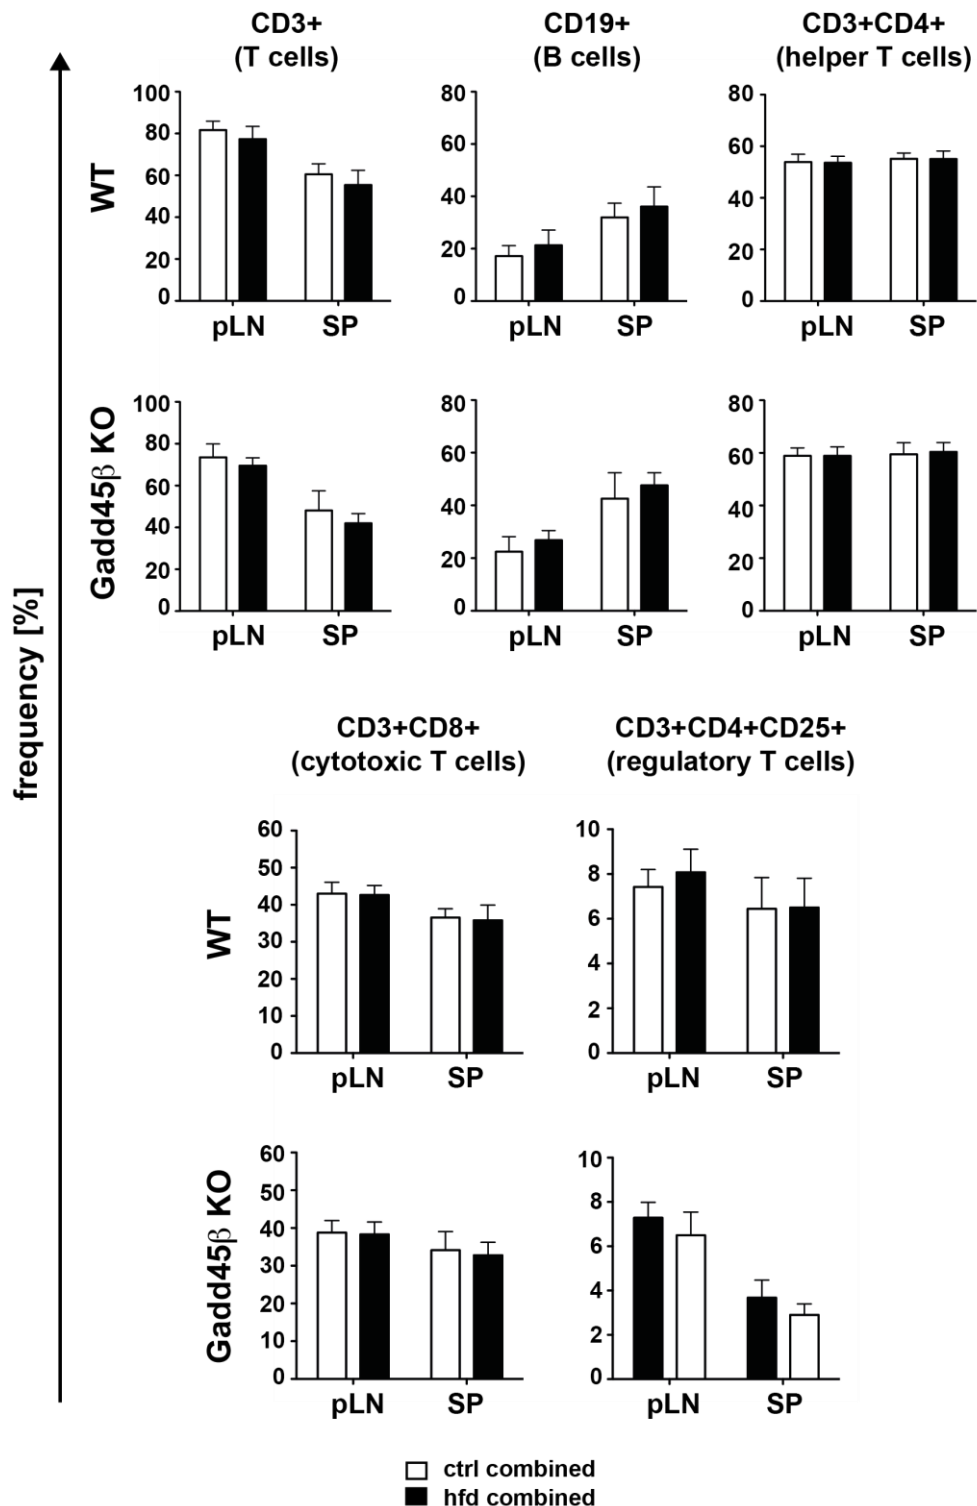 CD3+
(T cells)
CD19+
(B cells)
CD3+CD4+
(helper T cells)
frequency [%]
WT
100
80
60
40
20
0
pLN SP
80
60
40
20
0
pLN SP
80
60
40
20
0
pLN SP
Gadd45β KO
100
80
60
40
20
0
pLN SP
80
60
40
20
0
pLN SP
80
60
40
20
0
pLN SP
CD3+CD8+
(cytotoxic T cells)
CD3+CD4+CD25+
(regulatory T cells)
WT
60
50
40
30
20
10
0
pLN SP
10
8
6
4
2
0
pLN SP
Gadd45β KO
60
50
40
30
20
10
0
pLN SP
10
8
6
4
2
0
pLN SP
ctrl combined
hfd combined